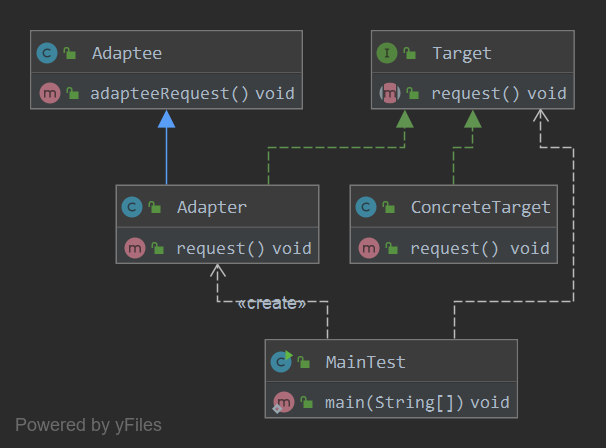 Adaptee
adapteeRequest() void
Target
request() void
Adapter
request() void
ConcreteTarget
request() void
«create»
MainTest
main(String[]) void
Powered by yFiles